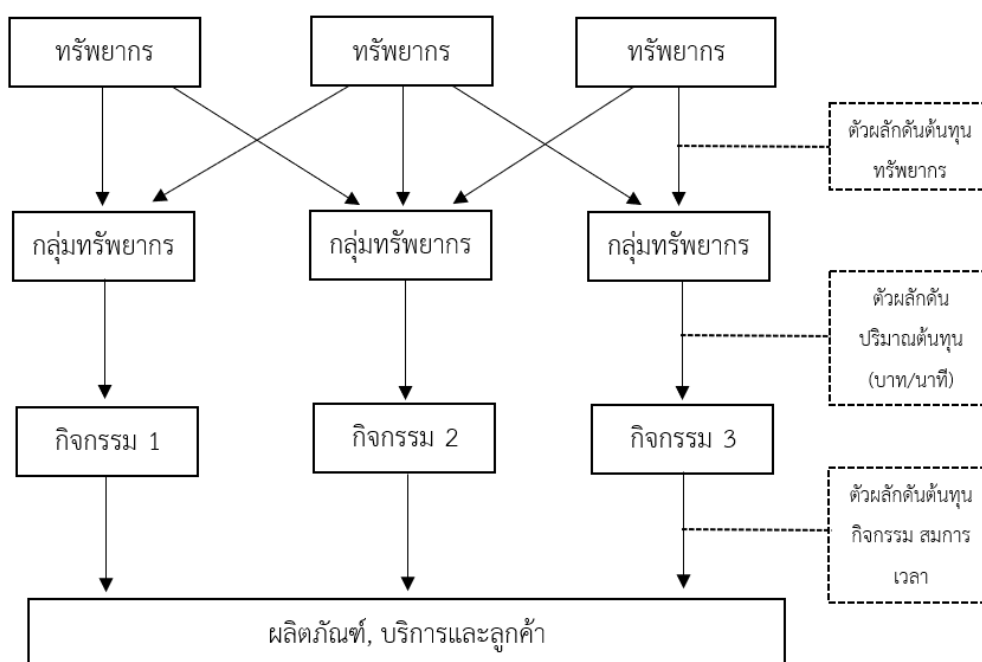 ทรัพยากร
ทรัพยากร
ทรัพยากร
ตัวผลักดันต้นทุน
ทรัพยากร
กลุ่มทรัพยากร
กลุ่มทรัพยากร
กลุ่มทรัพยากร
ตัวผลักดัน
ปริมาณต้นทุน
(บาท/นาที)
กิจกรรม 1
กิจกรรม 2
กิจกรรม 3
ตัวผลักดันต้นทุน
กิจกรรม สมการ
เวลา
ผลิตภัณฑ์, บริการและลูกค้า